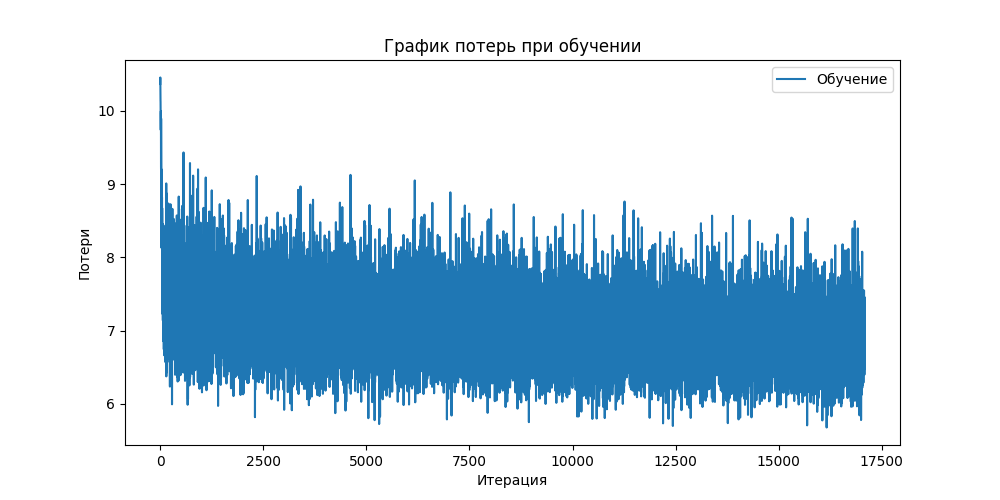 График потерь при обучении
Обучение
10
9
8
7
6
Потери
0 2500 5000 7500 10000 12500 15000 17500
Итерация